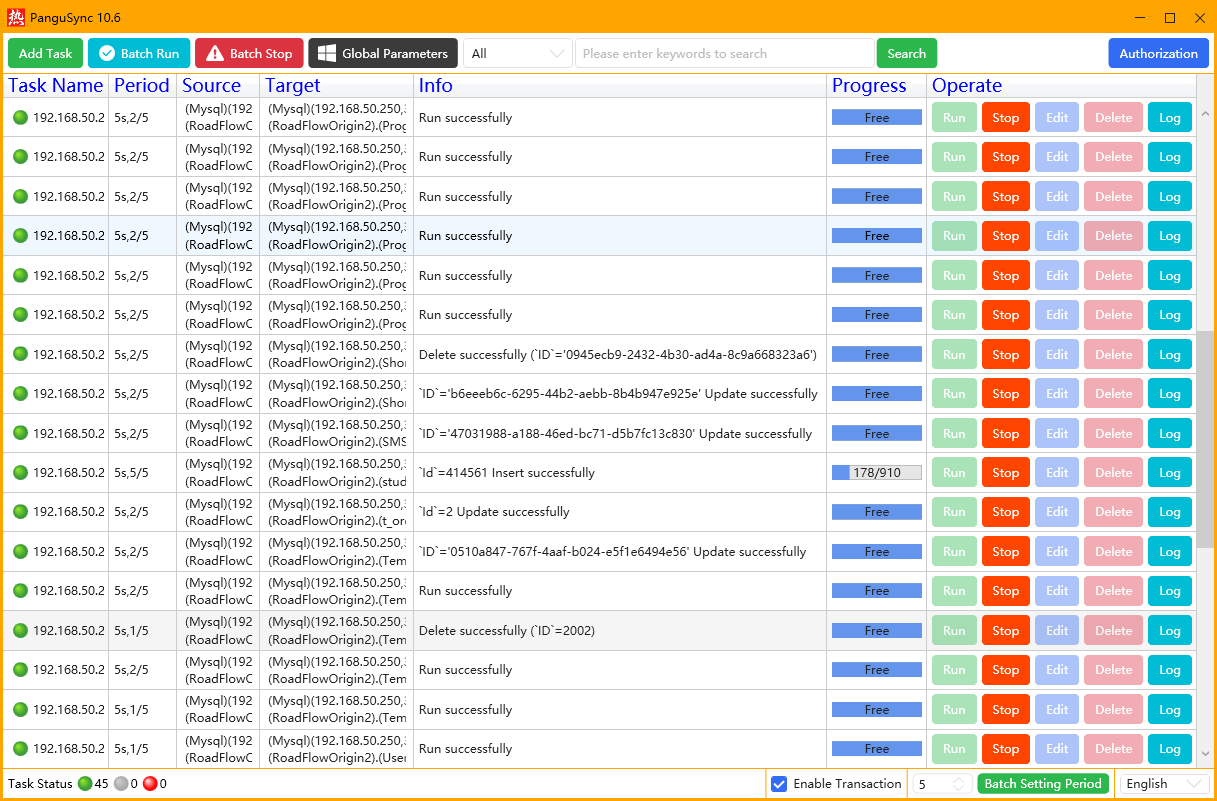 热 PanguSync 10.6
Add Task Batch Run Batch Stop Global Parameters All Please enter keywords to search Search Authorization
Task Name Period Source Target Info Progress Operate
192.168.50.2 5s,2/5 (Mysql)(192 (Mysql)(192.168.50.250,3 Run successfully Free Run Stop Edit Delete Log
(RoadFlowC (RoadFlowOrigin2).(Prog
192.168.50.2 5s,2/5 (Mysql)(192 (Mysql)(192.168.50.250,3 Run successfully Free Run Stop Edit Delete Log
(RoadFlowC (RoadFlowOrigin2).(Prog
192.168.50.2 5s,2/5 (Mysql)(192 (Mysql)(192.168.50.250,3 Run successfully Free Run Stop Edit Delete Log
(RoadFlowC (RoadFlowOrigin2).(Prog
192.168.50.2 5s,2/5 (Mysql)(192 (Mysql)(192.168.50.250,3 Run successfully Free Run Stop Edit Delete Log
(RoadFlowC (RoadFlowOrigin2).(Prog
192.168.50.2 5s,2/5 (Mysql)(192 (Mysql)(192.168.50.250,3 Run successfully Free Run Stop Edit Delete Log
(RoadFlowC (RoadFlowOrigin2).(Prog
192.168.50.2 5s,2/5 (Mysql)(192 (Mysql)(192.168.50.250,3 Run successfully Free Run Stop Edit Delete Log
(RoadFlowC (RoadFlowOrigin2).(Prog
192.168.50.2 5s,2/5 (Mysql)(192 (Mysql)(192.168.50.250,3 Delete successfully (`ID`='0945ecb9-2432-4b30-ad4a-8c9a668323a6') Free Run Stop Edit Delete Log
(RoadFlowC (RoadFlowOrigin2).(Shor
192.168.50.2 5s,2/5 (Mysql)(192 (Mysql)(192.168.50.250,3 `ID`='b6eeeb6c-6295-44b2-aebb-8b4b947e925e' Update successfully Free Run Stop Edit Delete Log
(RoadFlowC (RoadFlowOrigin2).(Shor
192.168.50.2 5s,2/5 (Mysql)(192 (Mysql)(192.168.50.250,3 `ID`='47031988-a188-46ed-bc71-d5b7fc13c830' Update successfully Free Run Stop Edit Delete Log
(RoadFlowC (RoadFlowOrigin2).(SMS
192.168.50.2 5s,5/5 (Mysql)(192 (Mysql)(192.168.50.250,3 `Id`=414561 Insert successfully 178/910 Run Stop Edit Delete Log
(RoadFlowC (RoadFlowOrigin2).(stud
192.168.50.2 5s,2/5 (Mysql)(192 (Mysql)(192.168.50.250,3 `Id`=2 Update successfully Free Run Stop Edit Delete Log
(RoadFlowC (RoadFlowOrigin2).(t_orc
192.168.50.2 5s,2/5 (Mysql)(192 (Mysql)(192.168.50.250,3 `ID`='0510a847-767f-4aaf-b024-e5f1e6494e56' Update successfully Free Run Stop Edit Delete Log
(RoadFlowC (RoadFlowOrigin2).(Tem
192.168.50.2 5s,2/5 (Mysql)(192 (Mysql)(192.168.50.250,3 Run successfully Free Run Stop Edit Delete Log
(RoadFlowC (RoadFlowOrigin2).(Tem
192.168.50.2 5s,1/5 (Mysql)(192 (Mysql)(192.168.50.250,3 Delete successfully (`ID`=2002) Free Run Stop Edit Delete Log
(RoadFlowC (RoadFlowOrigin2).(Tem
192.168.50.2 5s,2/5 (Mysql)(192 (Mysql)(192.168.50.250,3 Run successfully Free Run Stop Edit Delete Log
(RoadFlowC (RoadFlowOrigin2).(Tem
192.168.50.2 5s,1/5 (Mysql)(192 (Mysql)(192.168.50.250,3 Run successfully Free Run Stop Edit Delete Log
(RoadFlowC (RoadFlowOrigin2).(Tem
192.168.50.2 5s,1/5 (Mysql)(192 (Mysql)(192.168.50.250,3 Run successfully Free Run Stop Edit Delete Log
(RoadFlowC (RoadFlowOrigin2).(User
Task Status 45 0 0 Enable Transaction 5 Batch Setting Period English